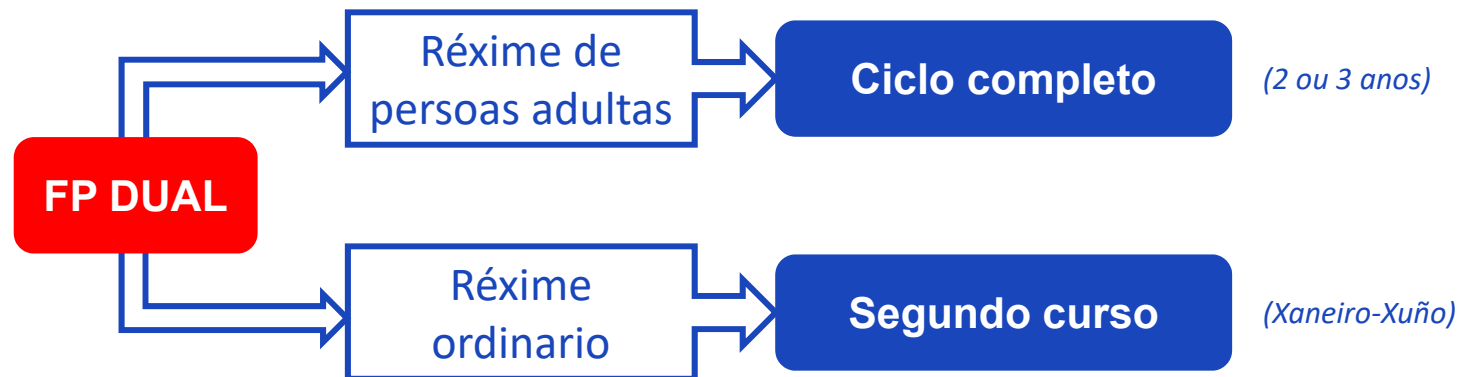 FP DUAL
Réxime de
persoas adultas
Ciclo completo
(2 ou 3 anos)
Réxime
ordinario
Segundo curso
(Xaneiro-Xuño)